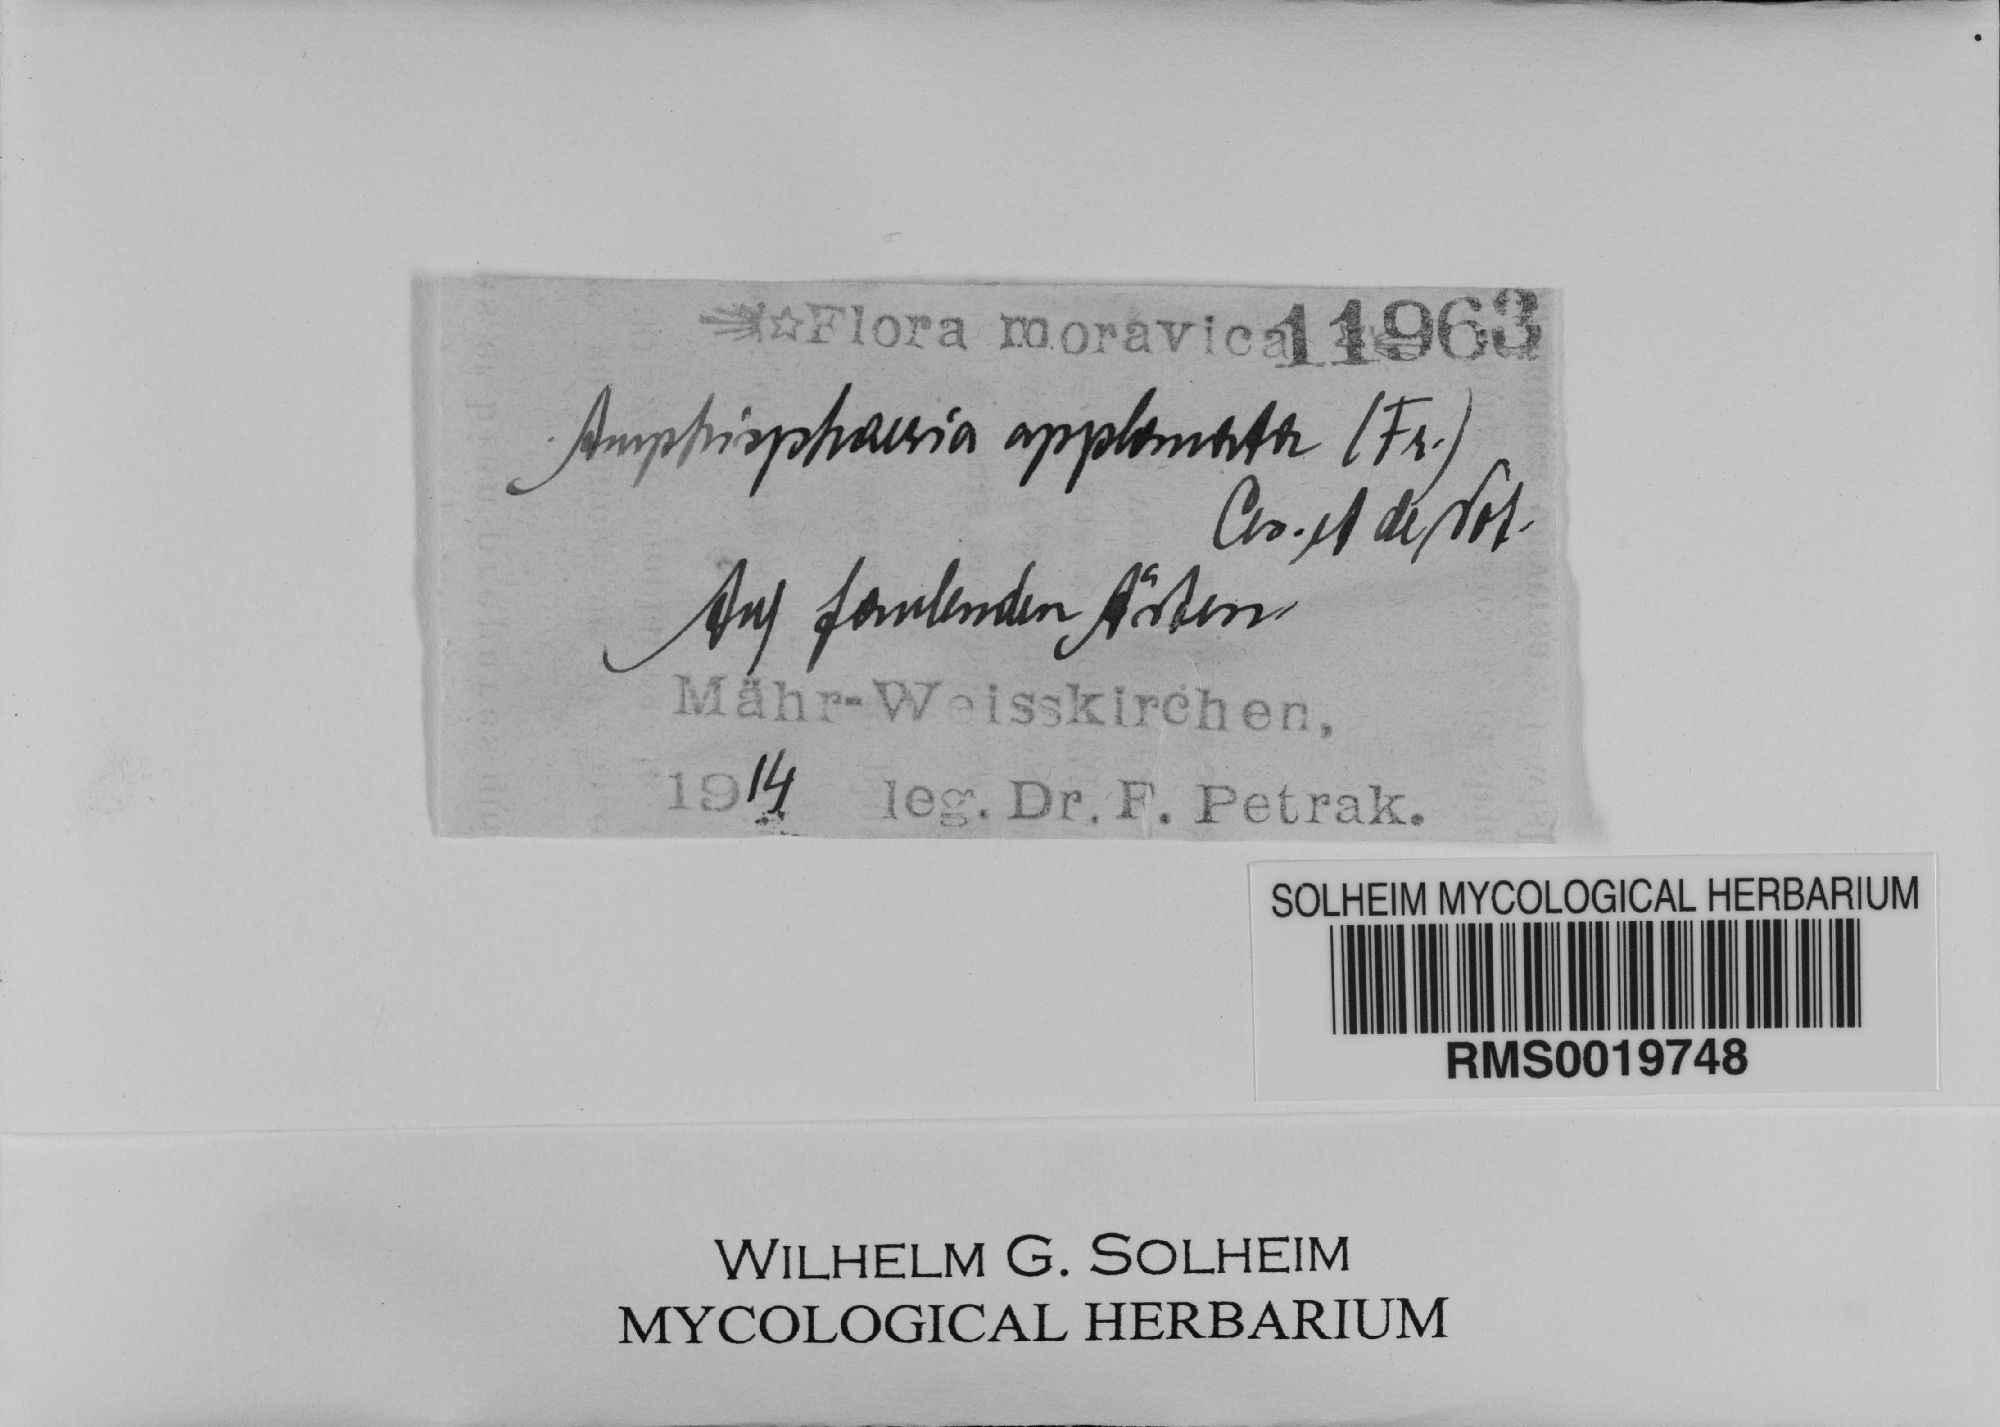 ☆Flora moravica 11963
Amphisphaeria applanata (Fr.)
Ces. et de Not.
Auf faulenden Ästen
Mähr-Weisskirchen,
1914 leg. Dr. F. Petrak.
SOLHEIM MYCOLOGICAL HERBARIUM
RMS0019748
WILHELM G. SOLHEIM
MYCOLOGICAL HERBARIUM